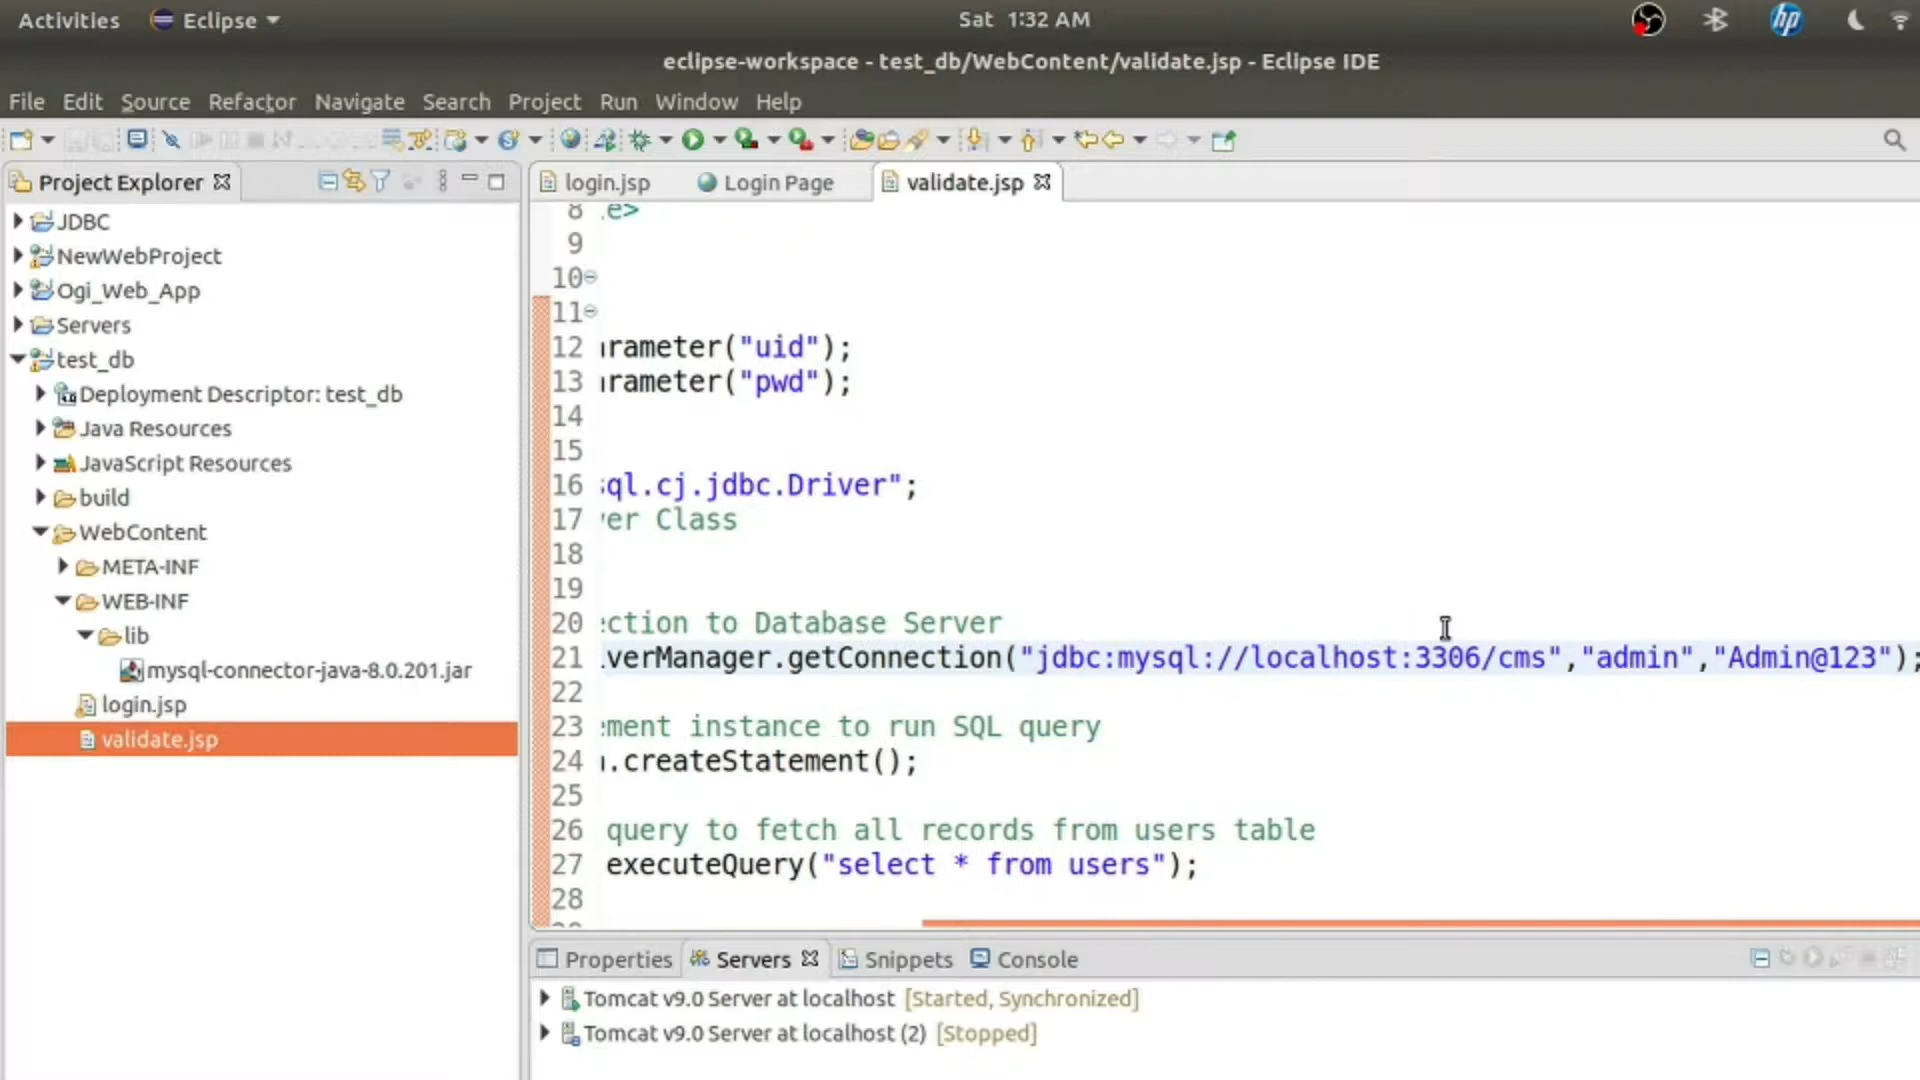 Activities Eclipse Sat 1:32 AM
eclipse-workspace - test_db/WebContent/validate.jsp - Eclipse IDE
File Edit Source Refactor Navigate Search Project Run Window Help
Project Explorer
login.jsp Login Page validate.jsp
JDBC
NewWebProject
Ogi_Web_App
Servers
test_db
Deployment Descriptor: test_db
Java Resources
JavaScript Resources
build
WebContent
META-INF
WEB-INF
lib
mysql-connector-java-8.0.201.jar
login.jsp
validate.jsp
8 e>
9
10
11
12 rameter("uid");
13 rameter("pwd");
14
15
16 ql.cj.jdbc.Driver";
17 er Class
18
19
20 ction to Database Server
21 verManager.getConnection("jdbc:mysql://localhost:3306/cms","admin","Admin@123");
22
23 ment instance to run SQL query
24 .createStatement();
25
26 query to fetch all records from users table
27 executeQuery("select * from users");
28
Properties Servers Snippets Console
Tomcat v9.0 Server at localhost [Started, Synchronized]
Tomcat v9.0 Server at localhost (2) [Stopped]